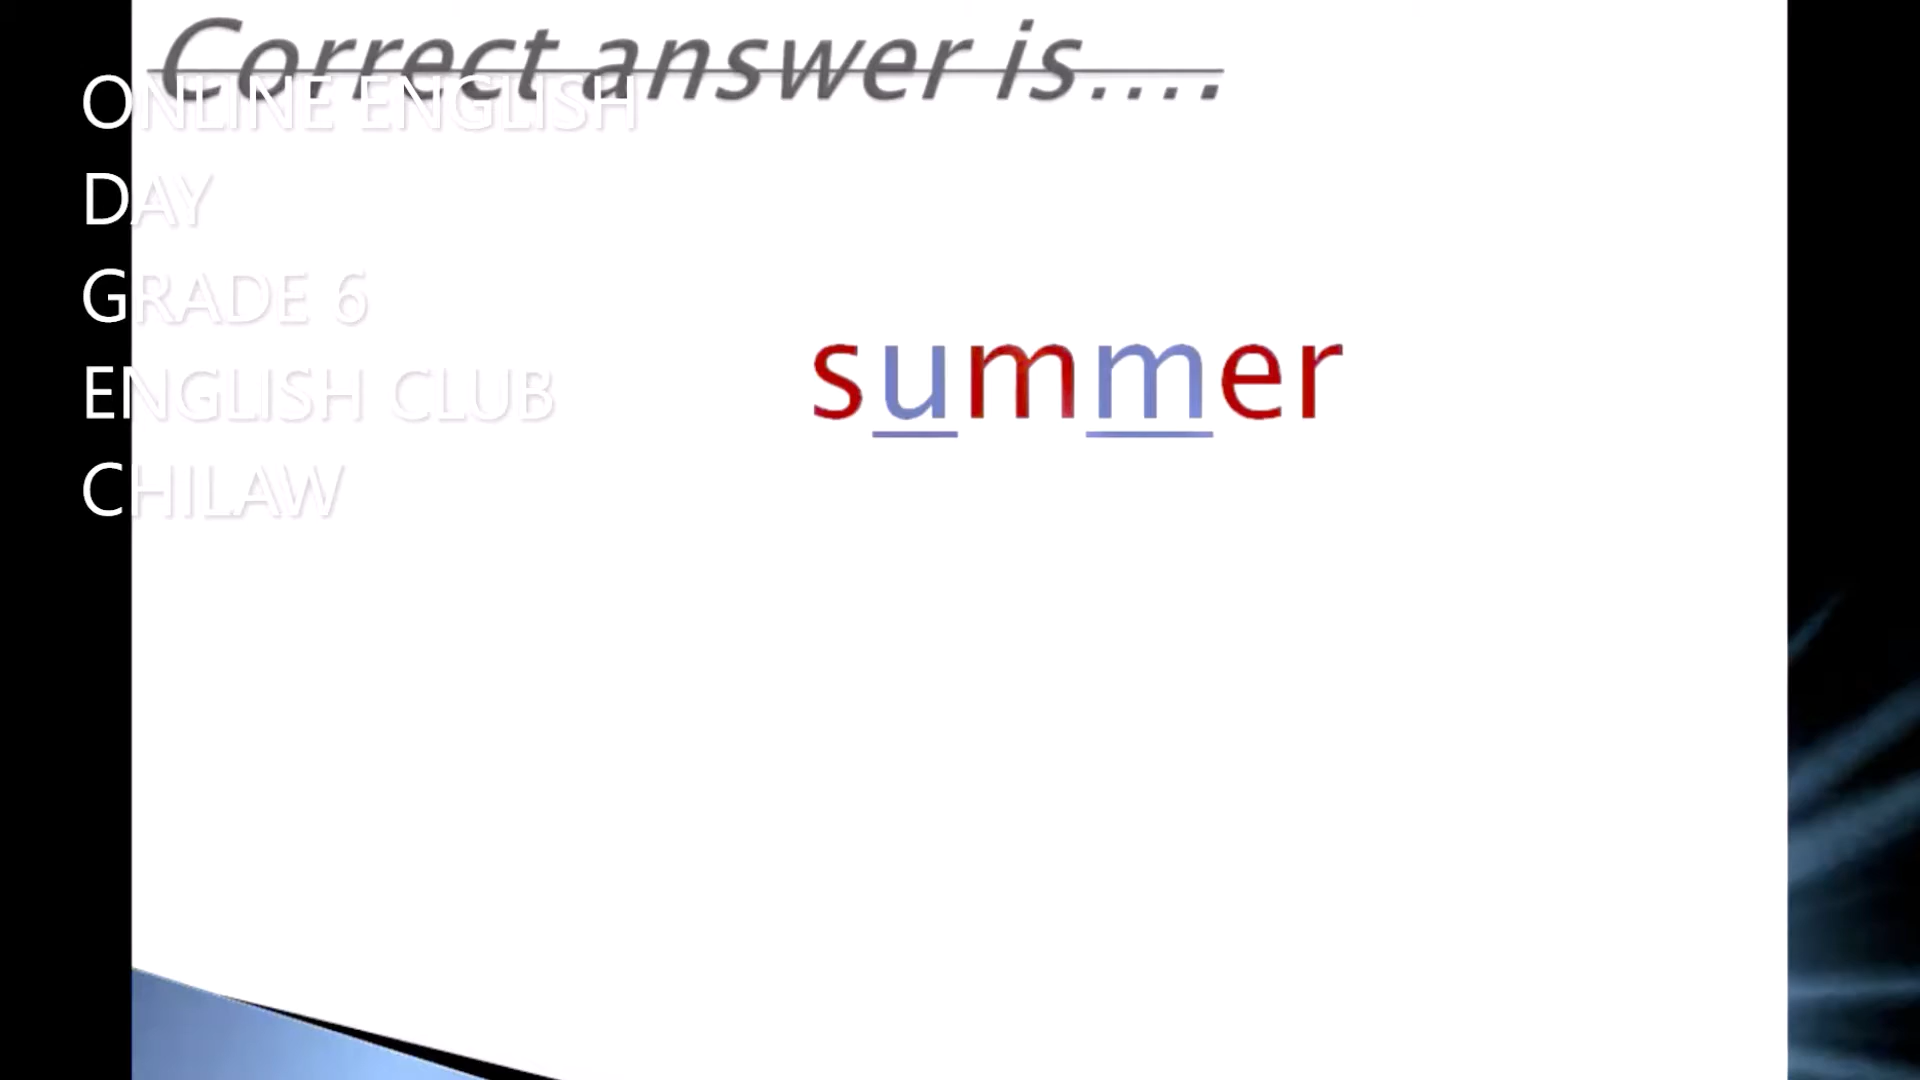 Correct answer is....
ONLINE ENGLISH
DAY
GRADE 6
ENGLISH CLUB
CHILAW
summer